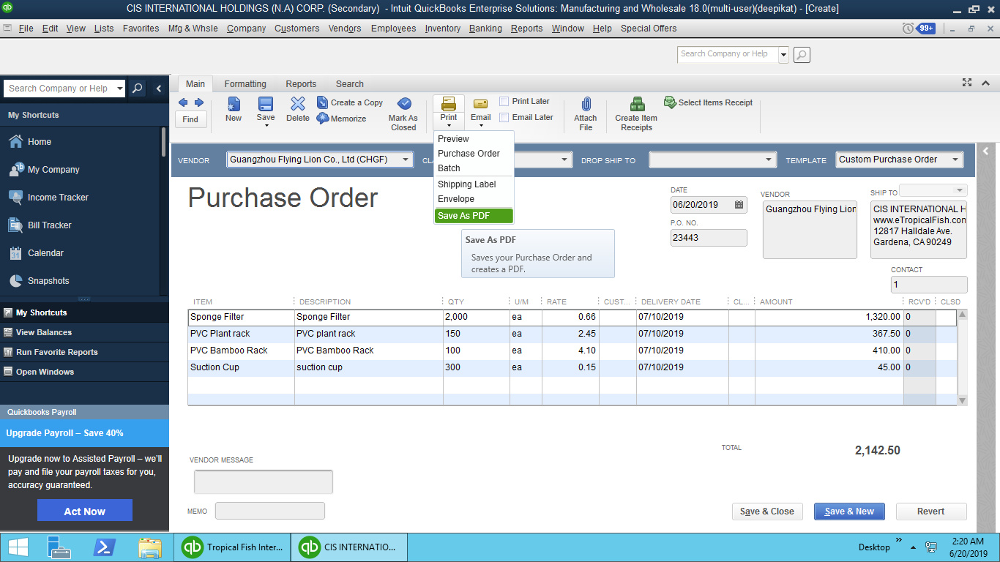 CIS INTERNATIONAL HOLDINGS (N.A) CORP. (Secondary) - Intuit QuickBooks Enterprise Solutions: Manufacturing and Wholesale 18.0(multi-user)(deepikat) - [Create]
File Edit View Lists Favorites Mfg & Whsle Company Customers Vendors Employees Inventory Banking Reports Window Help Special Offers 99+
Search Company or Help
Search Company or Help
Main Formatting Reports Search
Find New Save Delete Create a Copy Memorize Mark As Closed Print Email Print Later Email Later Attach File Create Item Receipts Select Items Receipt
My Shortcuts
Home
My Company
Income Tracker
Bill Tracker
Calendar
31
Snapshots
My Shortcuts
View Balances
Run Favorite Reports
Open Windows
Quickbooks Payroll
Upgrade Payroll – Save 40%
Upgrade now to Assisted Payroll – we'll
pay and file your payroll taxes for you,
accuracy guaranteed.
Act Now
VENDOR Guangzhou Flying Lion Co., Ltd (CHGF) CL DROP SHIP TO TEMPLATE Custom Purchase Order
Preview
Purchase Order
Batch
Shipping Label
Envelope
Save As PDF
Save As PDF
Saves your Purchase Order and
creates a PDF.
Purchase Order
DATE
06/20/2019
P.O. NO.
23443
VENDOR
Guangzhou Flying Lion
SHIP TO
CIS INTERNATIONAL H
www.eTropicalFish.con
12817 Halldale Ave.
Gardena, CA 90249
CONTACT
1
ITEM DESCRIPTION QTY U/M RATE CUST... DELIVERY DATE CL... AMOUNT RCV'D CLSD
Sponge Filter Sponge Filter 2,000 ea 0.66 07/10/2019 1,320.00 0
PVC Plant rack PVC plant rack 150 ea 2.45 07/10/2019 367.50 0
PVC Bamboo Rack PVC Bamboo Rack 100 ea 4.10 07/10/2019 410.00 0
Suction Cup suction cup 300 ea 0.15 07/10/2019 45.00 0
TOTAL 2,142.50
VENDOR MESSAGE
MEMO
Save & Close Save & New Revert
qb Tropical Fish Inter... qb CIS INTERNATIO... Desktop 2:20 AM
6/20/2019